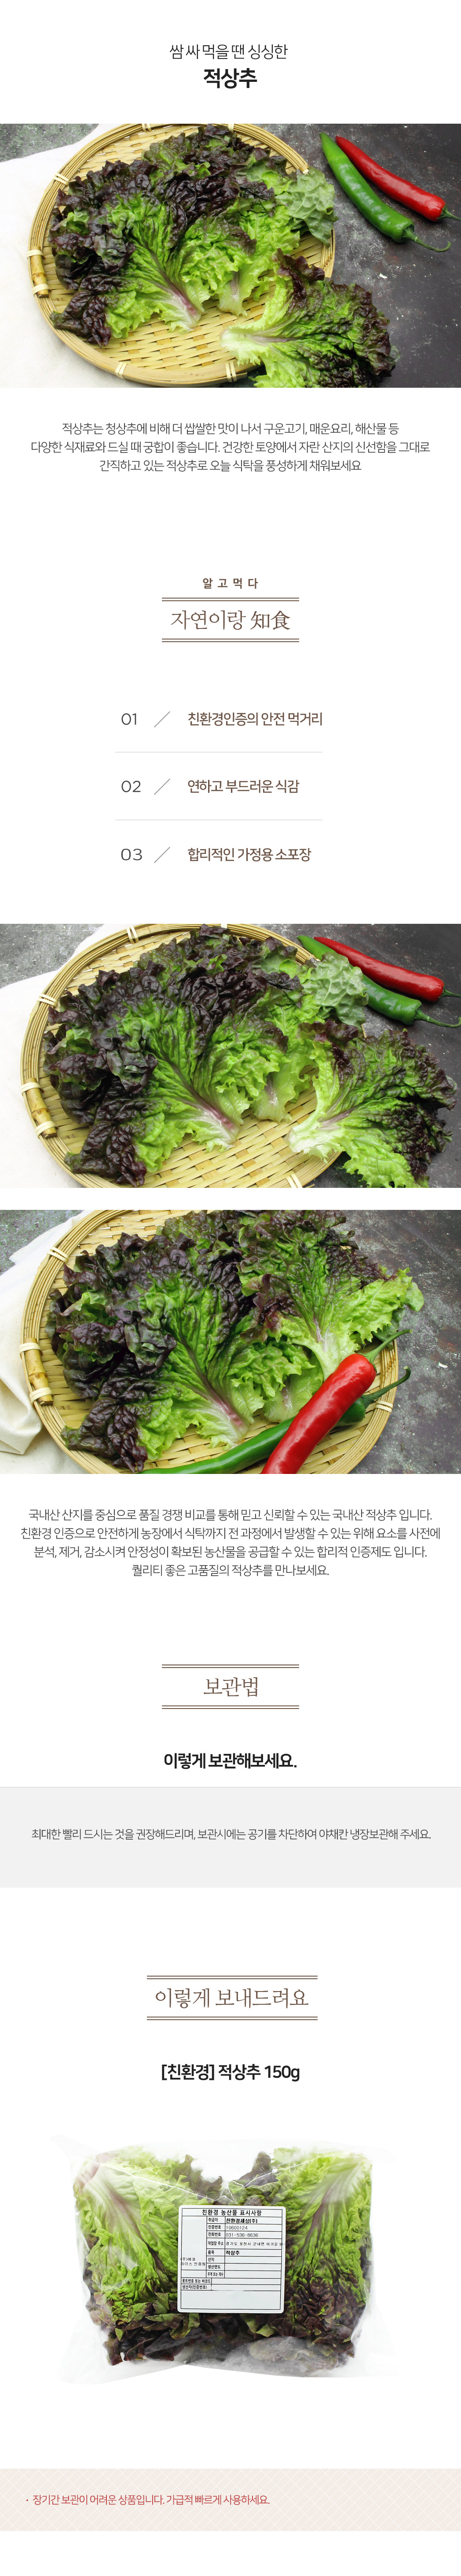 쌈 싸 먹을 땐 싱싱한
적상추
적상추는 청상추에 비해 더 쌉쌀한 맛이 나서 구운고기, 매운요리, 해산물 등
다양한 식재료와 드실 때 궁합이 좋습니다. 건강한 토양에서 자란 산지의 신선함을 그대로
간직하고 있는 적상추로 오늘 식탁을 풍성하게 채워보세요
알고먹다
자연이랑 知食
01 / 친환경인증의 안전 먹거리
02 / 연하고 부드러운 식감
03 / 합리적인 가정용 소포장
국내산 산지를 중심으로 품질 경쟁 비교를 통해 믿고 신뢰할 수 있는 국내산 적상추 입니다.
친환경 인증으로 안전하게 농장에서 식탁까지 전 과정에서 발생할 수 있는 위해 요소를 사전에
분석, 제거, 감소시켜 안정성이 확보된 농산물을 공급할 수 있는 합리적 인증제도 입니다.
퀄리티 좋은 고품질의 적상추를 만나보세요.
보관법
이렇게 보관해보세요.
최대한 빨리 드시는 것을 권장해드리며, 보관시에는 공기를 차단하여 야채칸 냉장보관해 주세요.
이렇게 보내드려요
[친환경] 적상추 150g
친환경 농산물 표시사항
인증번호
전화번호 031-536-8636
품목 적상추
산지
· 장기간 보관이 어려운 상품입니다. 가급적 빠르게 사용하세요.